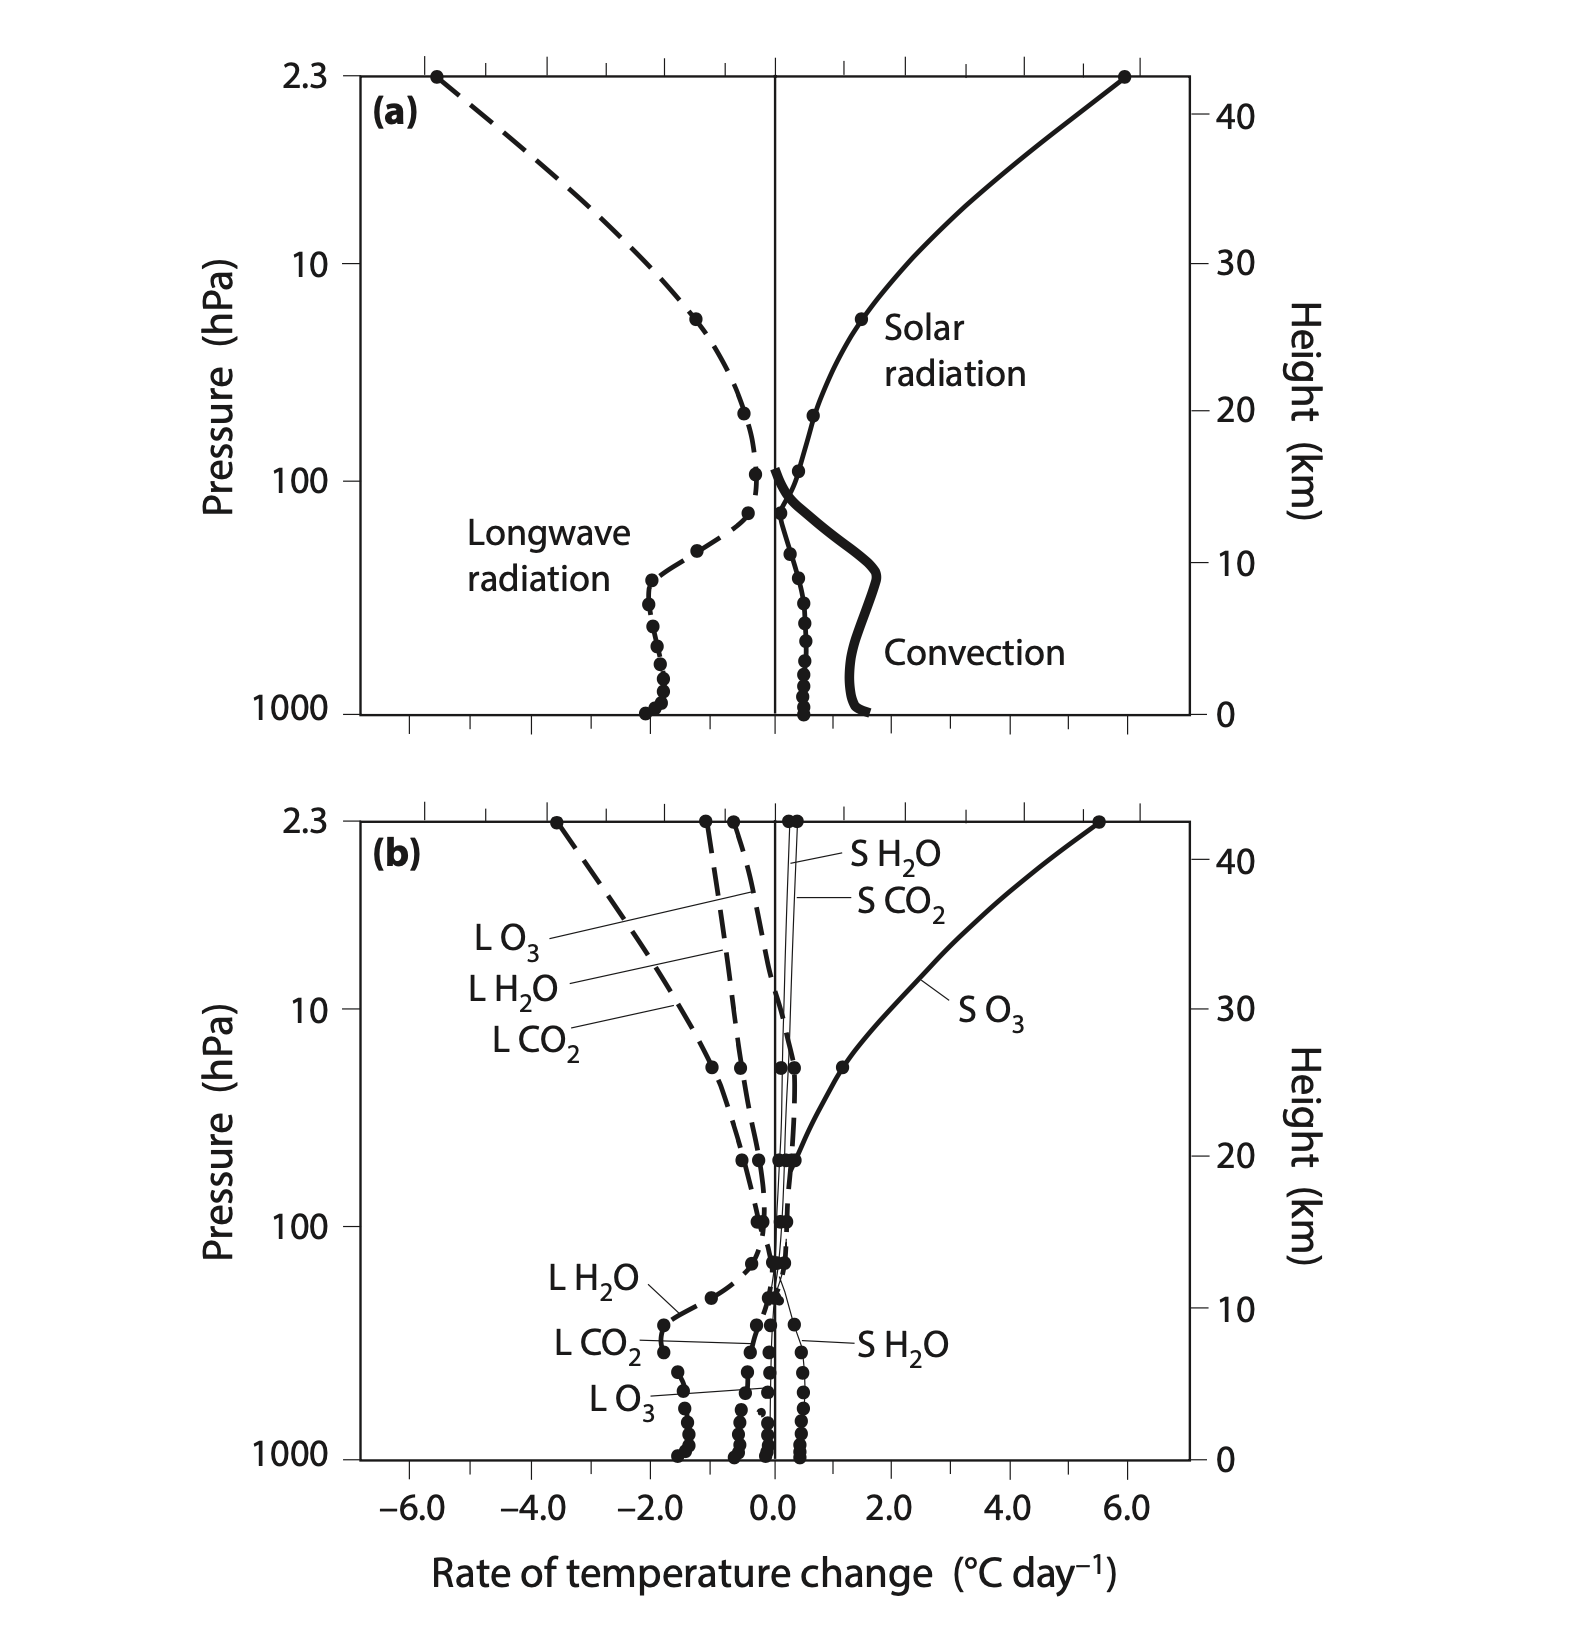 2.3
(a)
40
10
30
Solar
radiation
20
100
Longwave
radiation
10
Convection
1000
0
Pressure (hPa)
Height (km)
2.3
(b)
S H₂O
40
S CO₂
L O₃
L H₂O
10
S O₃
30
L CO₂
20
100
L H₂O
10
L CO₂
S H₂O
L O₃
1000
0
Pressure (hPa)
Height (km)
−6.0 −4.0 −2.0 0.0 2.0 4.0 6.0
Rate of temperature change (°C day⁻¹)